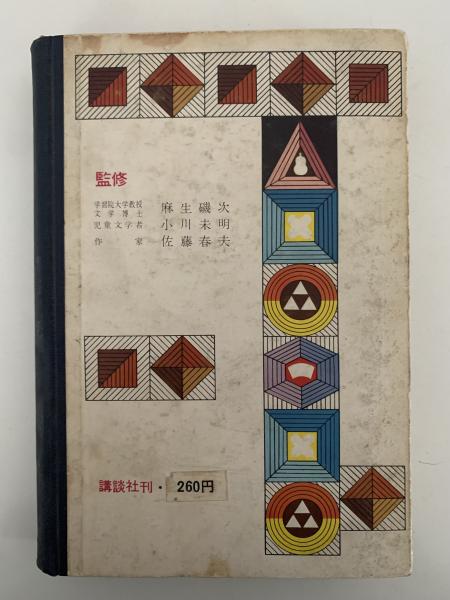 監修
学習院大学教授
文学博士 麻生磯次
児童文学者 小川未明
作家 佐藤春夫
講談社刊・260円